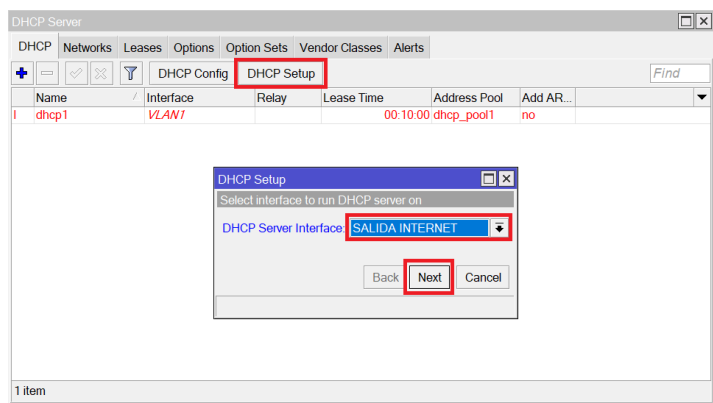 DHCP Server
DHCP Networks Leases Options Option Sets Vendor Classes Alerts
DHCP Config DHCP Setup Find
Name / Interface Relay Lease Time Address Pool Add AR...
I dhcp1 VLAN1 00:10:00 dhcp_pool1 no
DHCP Setup
Select interface to run DHCP server on
DHCP Server Interface: SALIDA INTERNET
Back Next Cancel
1 item